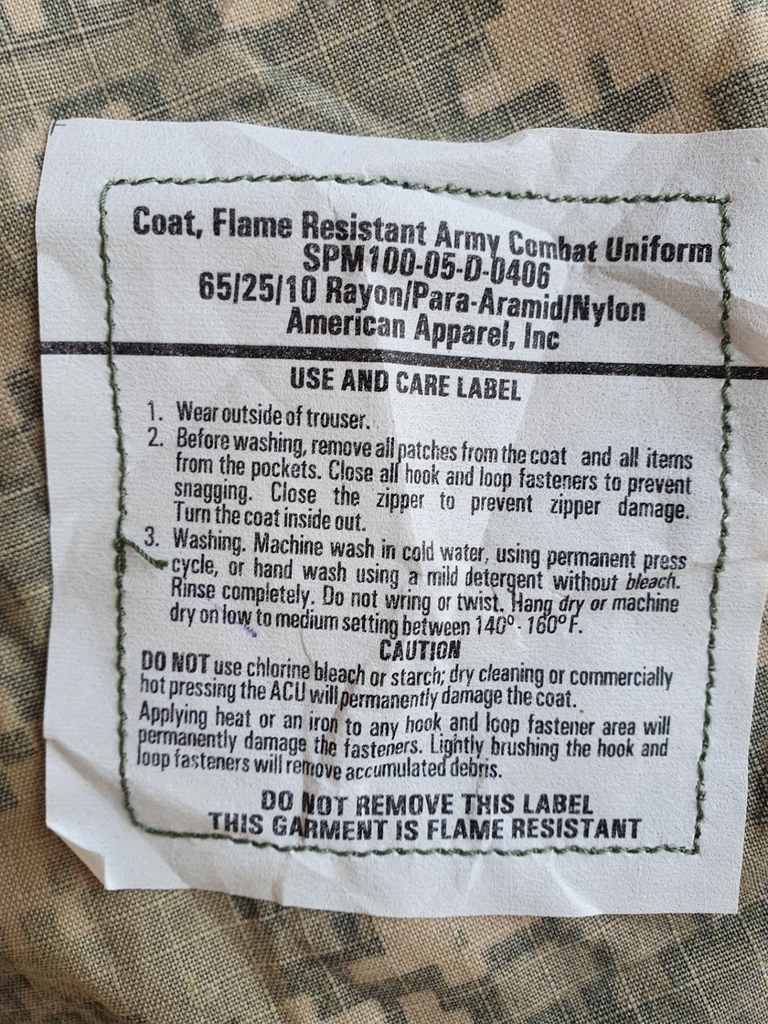 Coat, Flame Resistant Army Combat Uniform
SPM100-05-D-0406
65/25/10 Rayon/Para-Aramid/Nylon
American Apparel, Inc
USE AND CARE LABEL
1. Wear outside of trouser.
2. Before washing, remove all patches from the coat and all items
from the pockets. Close all hook and loop fasteners to prevent
snagging. Close the zipper to prevent zipper damage.
Turn the coat inside out.
3. Washing. Machine wash in cold water, using permanent press
cycle, or hand wash using a mild detergent without bleach.
Rinse completely. Do not wring or twist. Hang dry or machine
dry on low to medium setting between 140º - 160º F.
CAUTION
DO NOT use chlorine bleach or starch; dry cleaning or commercially
hot pressing the ACU will permanently damage the coat.
Applying heat or an iron to any hook and loop fastener area will
permanently damage the fasteners. Lightly brushing the hook and
loop fasteners will remove accumulated debris.
DO NOT REMOVE THIS LABEL
THIS GARMENT IS FLAME RESISTANT